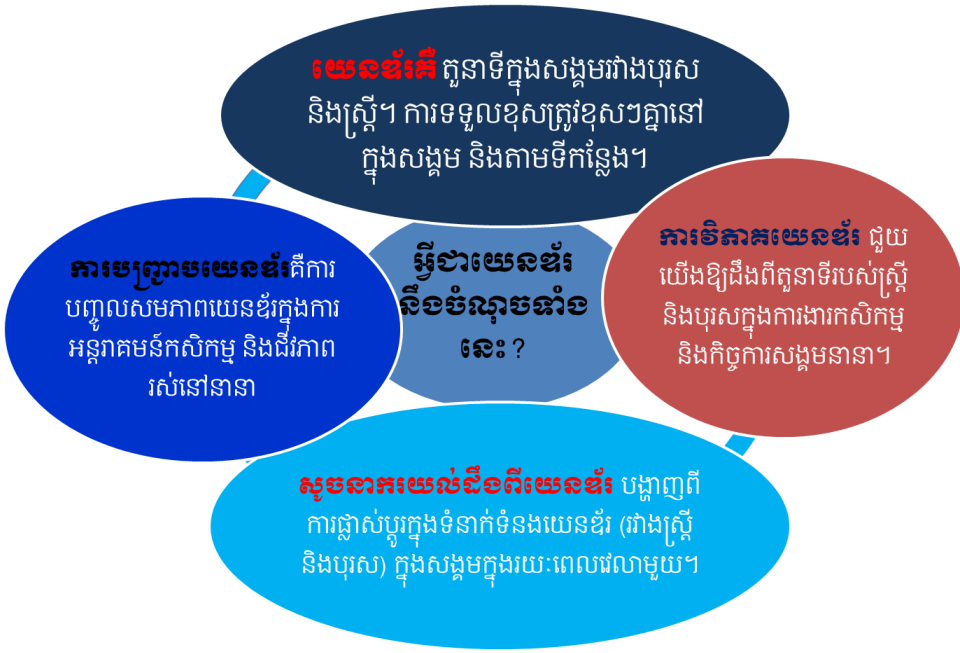 យេនឌ័រគឺ តួនាទីក្នុងសង្គមរវាងបុរស
និងស្ត្រី។ ការទទួលខុសត្រូវខុសៗគ្នានៅ
ក្នុងសង្គម និងតាមទីកន្លែង។
ការវិភាគយេនឌ័រ ជួយ
យើងឱ្យដឹងពីតួនាទីរបស់ស្ត្រី
និងបុរសក្នុងការងារកសិកម្ម
និងកិច្ចការសង្គមនានា។
អ្វីជាយេនឌ័រ
នឹងចំណុចទាំង
នេះ?
ការបញ្ជ្រាបយេនឌ័រគឺការ
បញ្ចូលសមភាពយេនឌ័រក្នុងការ
អន្តរាគមន៍កសិកម្ម និងជីវភាព
រស់នៅនានា
សូចនាករយល់ដឹងពីយេនឌ័រ បង្ហាញពី
ការផ្លាស់ប្តូរក្នុងទំនាក់ទំនងយេនឌ័រ (រវាងស្ត្រី
និងបុរស) ក្នុងសង្គមក្នុងរយៈពេលវេលាមួយ។